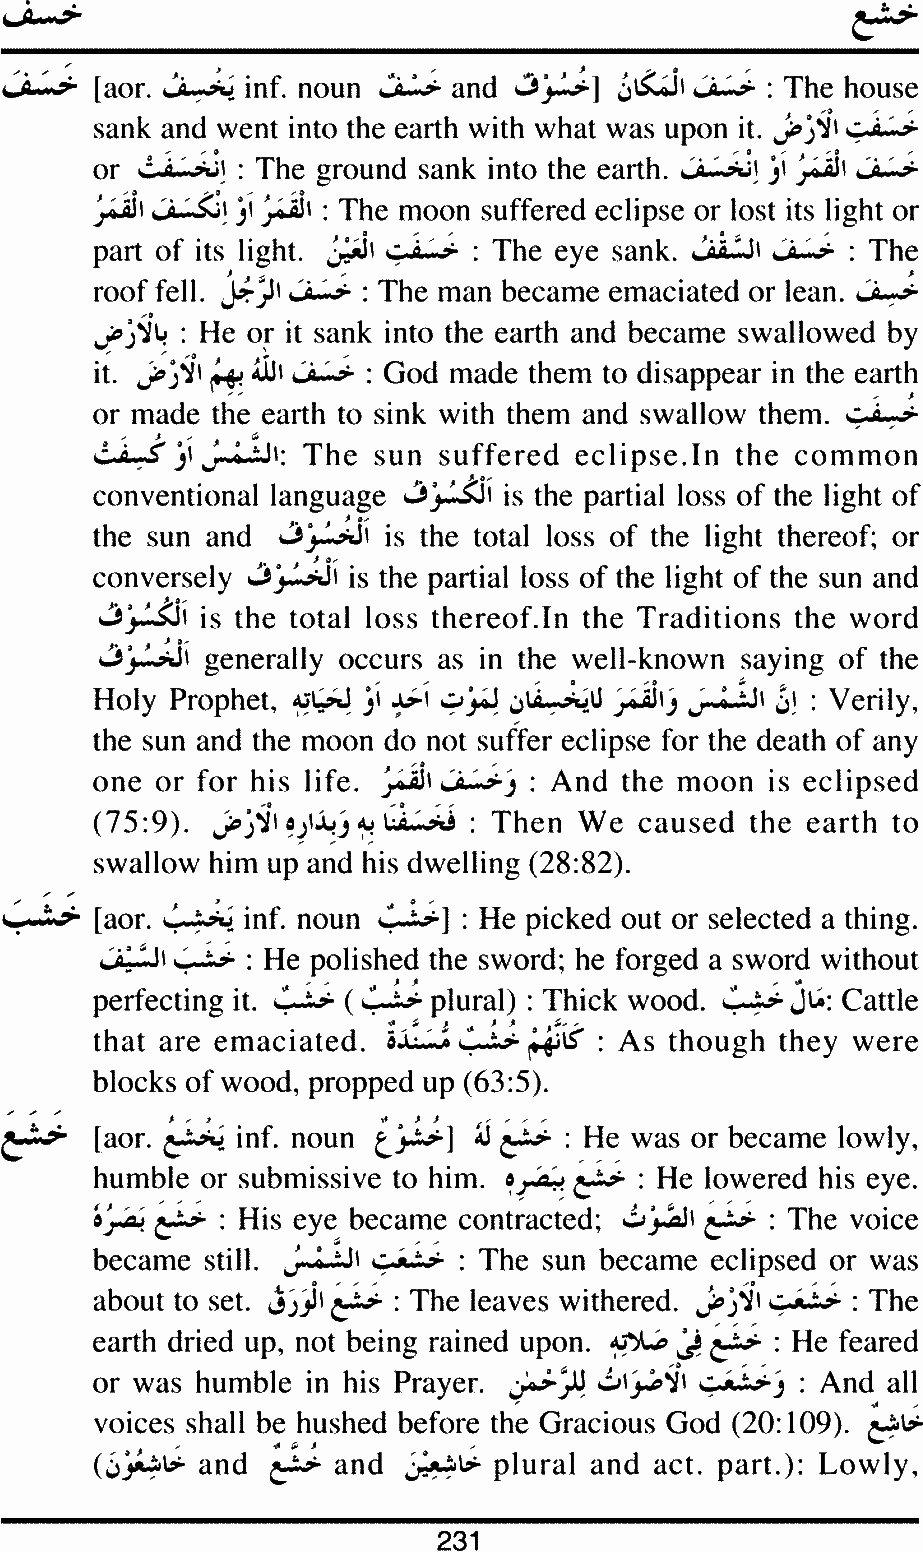 خسف خشع
خَسَفَ [aor. يَخْسِفُ inf. noun خَسْفٌ and خُسُوْفٌ] خَسَفَ الْمَكَانُ : The house
sank and went into the earth with what was upon it. خَسَفَتِ الْاَرْضُ
or اِنْخَسَفَتْ : The ground sank into the earth. خَسَفَ الْقَمَرُ اَوْ اِنْخَسَفَ
الْقَمَرُ اَوْ اِنْكَسَفَ الْقَمَرُ : The moon suffered eclipse or lost its light or
part of its light. خَسَفَتِ الْعَيْنُ : The eye sank. خَسَفَ السَّقْفُ : The
roof fell. خَسَفَ الرَّجُلُ : The man became emaciated or lean. خُسِفَ
بِالْاَرْضِ : He or it sank into the earth and became swallowed by
it. خَسَفَ اللّٰهُ بِهِمُ الْاَرْضَ : God made them to disappear in the earth
or made the earth to sink with them and swallow them. خُسِفَتِ
الشَّمْسُ اَوْ كُسِفَتْ: The sun suffered eclipse.In the common
conventional language اَلْكُسُوْفُ is the partial loss of the light of
the sun and اَلْخُسُوْفُ is the total loss of the light thereof; or
conversely اَلْخُسُوْفُ is the partial loss of the light of the sun and
اَلْكُسُوْفُ is the total loss thereof.In the Traditions the word
اَلْخُسُوْفُ generally occurs as in the well-known saying of the
Holy Prophet, اِنَّ الشَّمْسَ وَالْقَمَرَ لَايَخْسِفَانِ لِمَوْتِ اَحَدٍ اَوْ لِحَيَاتِهِ : Verily,
the sun and the moon do not suffer eclipse for the death of any
one or for his life. وَخَسَفَ الْقَمَرُ : And the moon is eclipsed
(75:9). فَخَسَفْنَا بِهِ وَبِدَارِهِ الْاَرْضَ : Then We caused the earth to
swallow him up and his dwelling (28:82).
خَشَبَ [aor. يَخْشِبُ inf. noun خَشْبٌ] : He picked out or selected a thing.
خَشَبَ السَّيْفَ : He polished the sword; he forged a sword without
perfecting it. خَشَبٌ ( خُشُبٌ plural) : Thick wood. مَالٌ خَشَبٌ: Cattle
that are emaciated. كَاَنَّهُمْ خُشُبٌ مُّسَنَّدَةٌ : As though they were
blocks of wood, propped up (63:5).
خَشَعَ [aor. يَخْشَعُ inf. noun خُشُوْعٌ] خَشَعَ لَهُ : He was or became lowly,
humble or submissive to him. خَشَعَ بِبَصَرِهِ : He lowered his eye.
خَشَعَ بَصَرُهُ : His eye became contracted; خَشَعَ الصَّوْتُ : The voice
became still. خَشَعَتِ الشَّمْسُ : The sun became eclipsed or was
about to set. خَشَعَ الْوَرَقُ : The leaves withered. خَشَعَتِ الْاَرْضُ : The
earth dried up, not being rained upon. خَشَعَ فِيْ صَلَاتِهِ : He feared
or was humble in his Prayer. وَخَشَعَتِ الْاَصْوَاتُ لِلرَّحْمٰنِ : And all
voices shall be hushed before the Gracious God (20:109). خَاشِعٌ
(خَاشِعُوْنَ and خُشَّعٌ and خَاشِعِيْنَ plural and act. part.): Lowly,
231